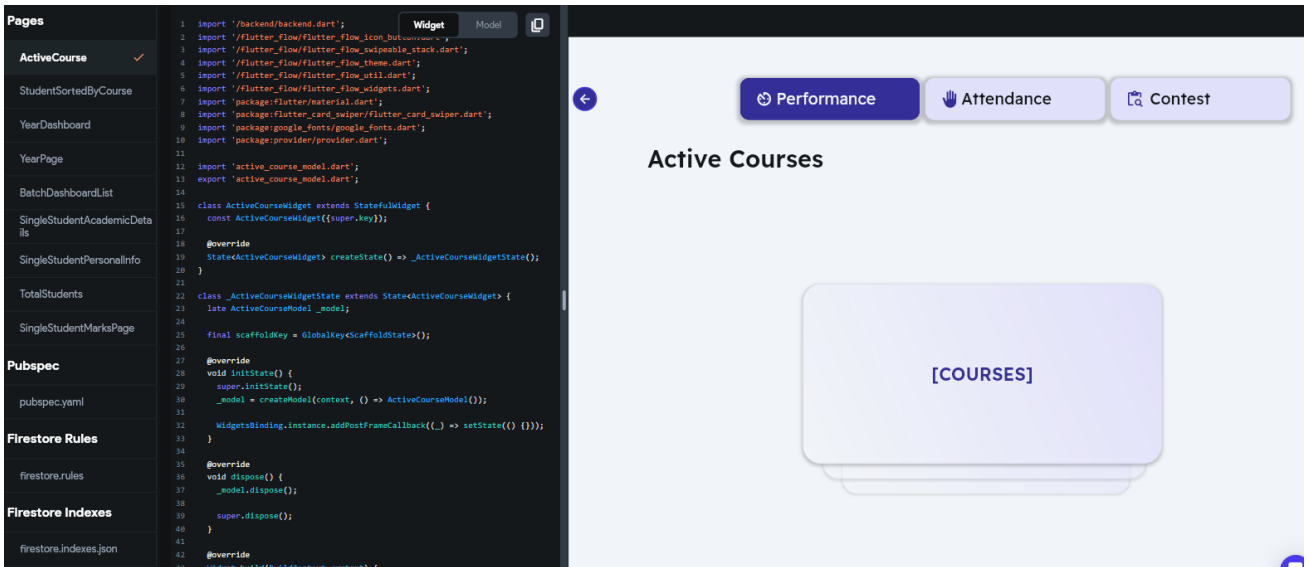 Pages
ActiveCourse
StudentSortedByCourse
YearDashboard
YearPage
BatchDashboardList
SingleStudentAcademicDeta
ils
SingleStudentPersonalInfo
TotalStudents
SingleStudentMarksPage
Pubspec
pubspec.yaml
Firestore Rules
firestore.rules
Firestore Indexes
firestore.indexes.json
Widget Model
1 import '/backend/backend.dart';
2 import '/flutter_flow/flutter_flow_icon_button.dart';
3 import '/flutter_flow/flutter_flow_swipeable_stack.dart';
4 import '/flutter_flow/flutter_flow_theme.dart';
5 import '/flutter_flow/flutter_flow_util.dart';
6 import '/flutter_flow/flutter_flow_widgets.dart';
7 import 'package:flutter/material.dart';
8 import 'package:flutter_card_swiper/flutter_card_swiper.dart';
9 import 'package:google_fonts/google_fonts.dart';
10 import 'package:provider/provider.dart';
11
12 import 'active_course_model.dart';
13 export 'active_course_model.dart';
14
15 class ActiveCourseWidget extends StatefulWidget {
16 const ActiveCourseWidget({super.key});
17
18 @override
19 State<ActiveCourseWidget> createState() => _ActiveCourseWidgetState();
20 }
21
22 class _ActiveCourseWidgetState extends State<ActiveCourseWidget> {
23 late ActiveCourseModel _model;
24
25 final scaffoldKey = GlobalKey<ScaffoldState>();
26
27 @override
28 void initState() {
29 super.initState();
30 _model = createModel(context, () => ActiveCourseModel());
31
32 WidgetsBinding.instance.addPostFrameCallback((_) => setState(() {}));
33 }
34
35 @override
36 void dispose() {
37 _model.dispose();
38
39 super.dispose();
40 }
41
42 @override
Performance
Attendance
Contest
Active Courses
[COURSES]